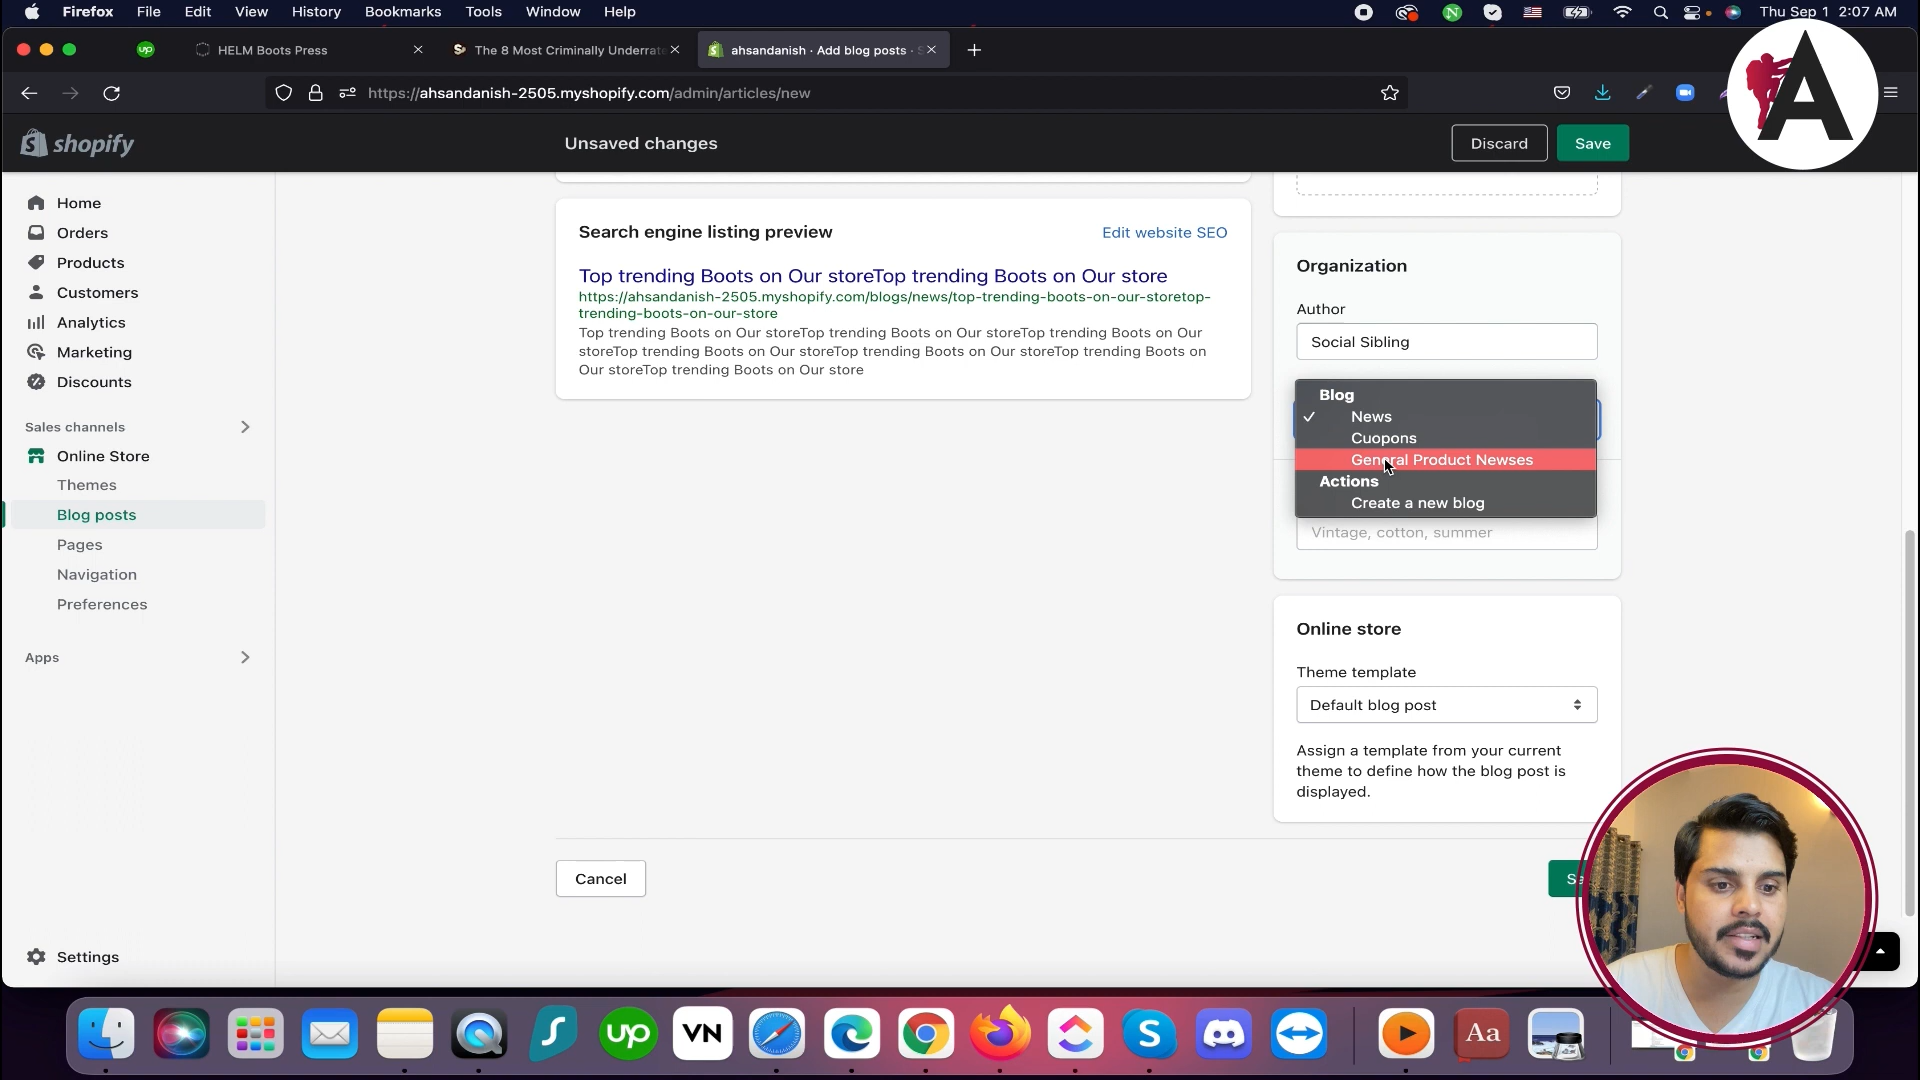 Firefox File Edit View History Bookmarks Tools Window Help Thu Sep 1 2:07 AM
up HELM Boots Press The 8 Most Criminally Underrate ahsandanish · Add blog posts · S
https://ahsandanish-2505.myshopify.com/admin/articles/new
shopify Unsaved changes Discard Save
A
Home
Orders
Products
Customers
Analytics
Marketing
Discounts
Sales channels
Online Store
Themes
Blog posts
Pages
Navigation
Preferences
Apps
Settings
Search engine listing preview Edit website SEO
Top trending Boots on Our storeTop trending Boots on Our store
https://ahsandanish-2505.myshopify.com/blogs/news/top-trending-boots-on-our-storetop-
trending-boots-on-our-store
Top trending Boots on Our storeTop trending Boots on Our storeTop trending Boots on Our
storeTop trending Boots on Our storeTop trending Boots on Our storeTop trending Boots on
Our storeTop trending Boots on Our store
Organization
Author
Social Sibling
Blog
News
Cuopons
General Product Newses
Actions
Create a new blog
Vintage, cotton, summer
Online store
Theme template
Default blog post
Assign a template from your current
theme to define how the blog post is
displayed.
Cancel
up VN S Aa